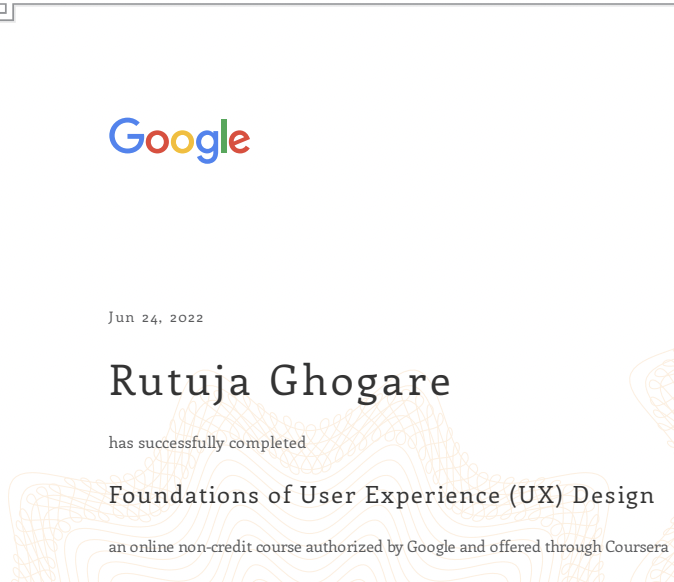 Google
Jun 24, 2022
Rutuja Ghogare
has successfully completed
Foundations of User Experience (UX) Design
an online non-credit course authorized by Google and offered through Coursera